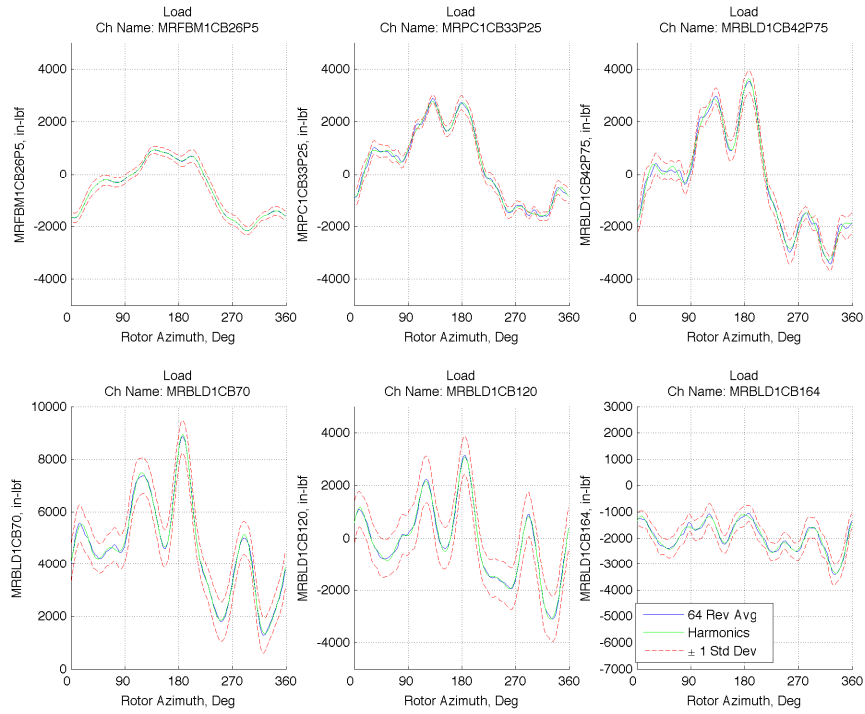 Load
Ch Name: MRFBM1CB26P5
4000
2000
0
-2000
-4000
MRFBM1CB26P5, in-lbf
0 90 180 270 360
Rotor Azimuth, Deg
Load
Ch Name: MRPC1CB33P25
4000
2000
0
-2000
-4000
MRPC1CB33P25, in-lbf
0 90 180 270 360
Rotor Azimuth, Deg
Load
Ch Name: MRBLD1CB42P75
4000
2000
0
-2000
-4000
MRBLD1CB42P75, in-lbf
0 90 180 270 360
Rotor Azimuth, Deg
Load
Ch Name: MRBLD1CB70
10000
8000
6000
4000
2000
0
MRBLD1CB70, in-lbf
0 90 180 270 360
Rotor Azimuth, Deg
Load
Ch Name: MRBLD1CB120
4000
2000
0
-2000
-4000
MRBLD1CB120, in-lbf
0 90 180 270 360
Rotor Azimuth, Deg
Load
Ch Name: MRBLD1CB164
3000
2000
1000
0
-1000
-2000
-3000
-4000
-5000
-6000
-7000
MRBLD1CB164, in-lbf
64 Rev Avg
Harmonics
± 1 Std Dev
0 90 180 270 360
Rotor Azimuth, Deg